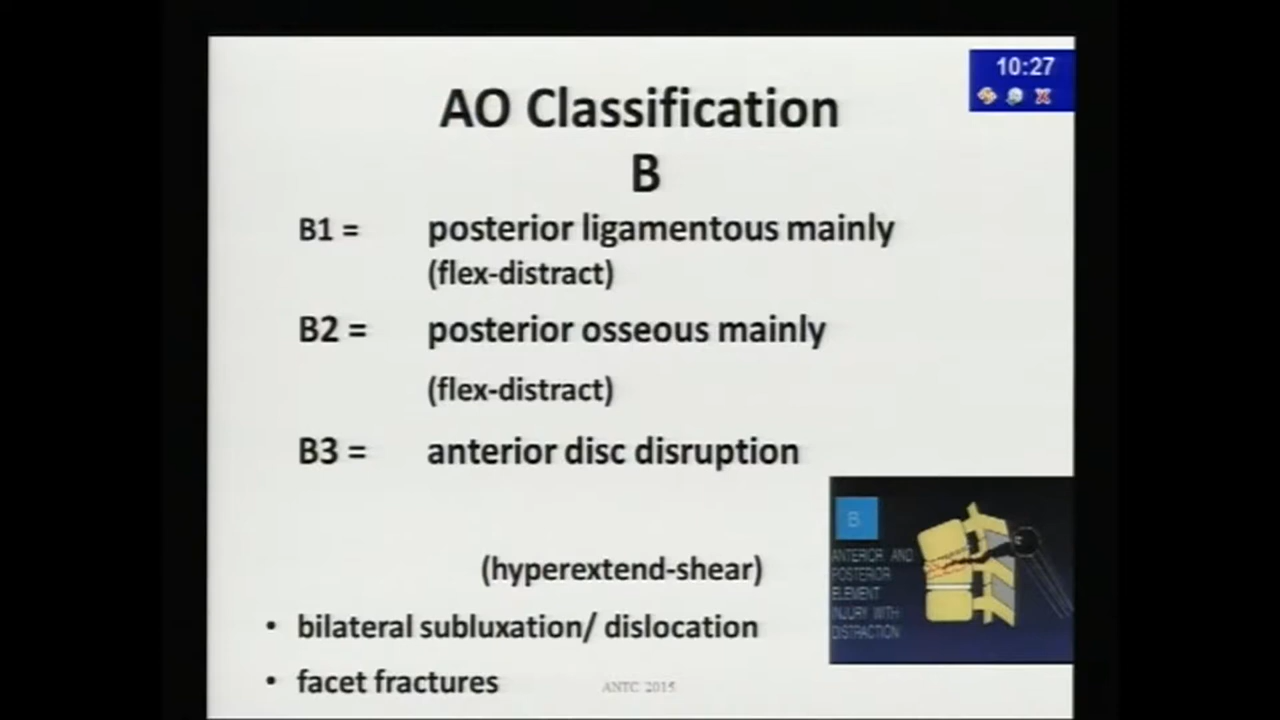 10:27
AO Classification
B
B1 = posterior ligamentous mainly
(flex-distract)
B2 = posterior osseous mainly
(flex-distract)
B3 = anterior disc disruption
(hyperextend-shear)
• bilateral subluxation/ dislocation
• facet fractures
B
ANTERIOR AND
POSTERIOR
ELEMENT
INJURY WITH
DISTRACTION
ANTC 2015